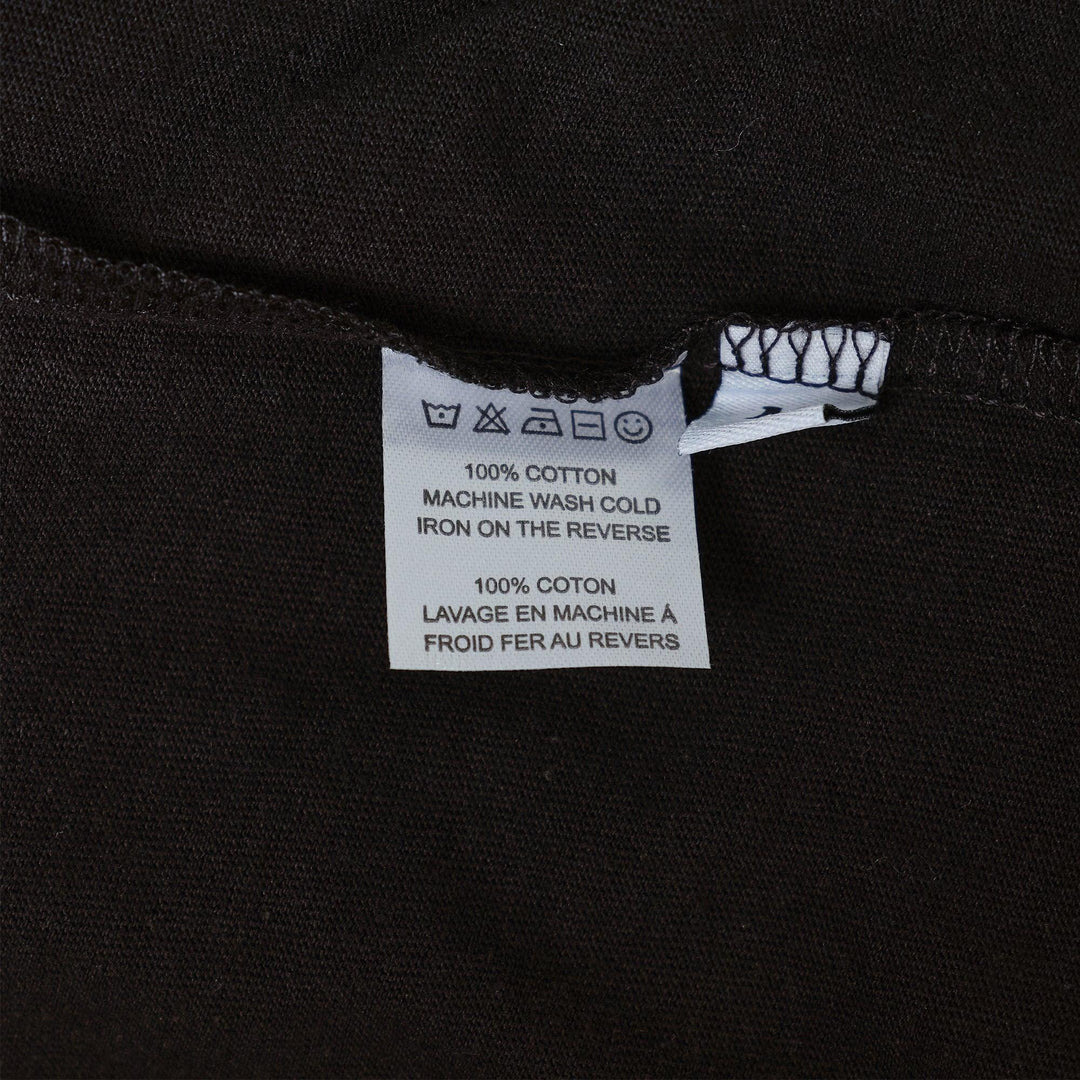 100% COTTON
MACHINE WASH COLD
IRON ON THE REVERSE
100% COTON
LAVAGE EN MACHINE Á
FROID FER AU REVERS